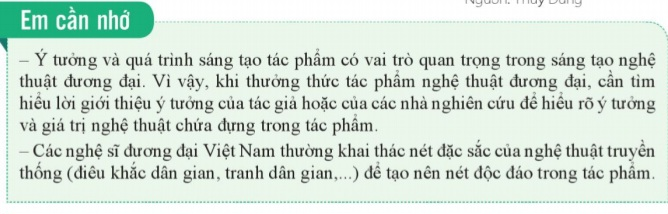 Nguồn: Thùy Dung
Em cần nhớ
– Ý tưởng và quá trình sáng tạo tác phẩm có vai trò quan trọng trong sáng tạo nghệ
thuật đương đại. Vì vậy, khi thưởng thức tác phẩm nghệ thuật đương đại, cần tìm
hiểu lời giới thiệu ý tưởng của tác giả hoặc của các nhà nghiên cứu để hiểu rõ ý tưởng
và giá trị nghệ thuật chứa đựng trong tác phẩm.
– Các nghệ sĩ đương đại Việt Nam thường khai thác nét đặc sắc của nghệ thuật truyền
thống (điêu khắc dân gian, tranh dân gian,...) để tạo nên nét độc đáo trong tác phẩm.